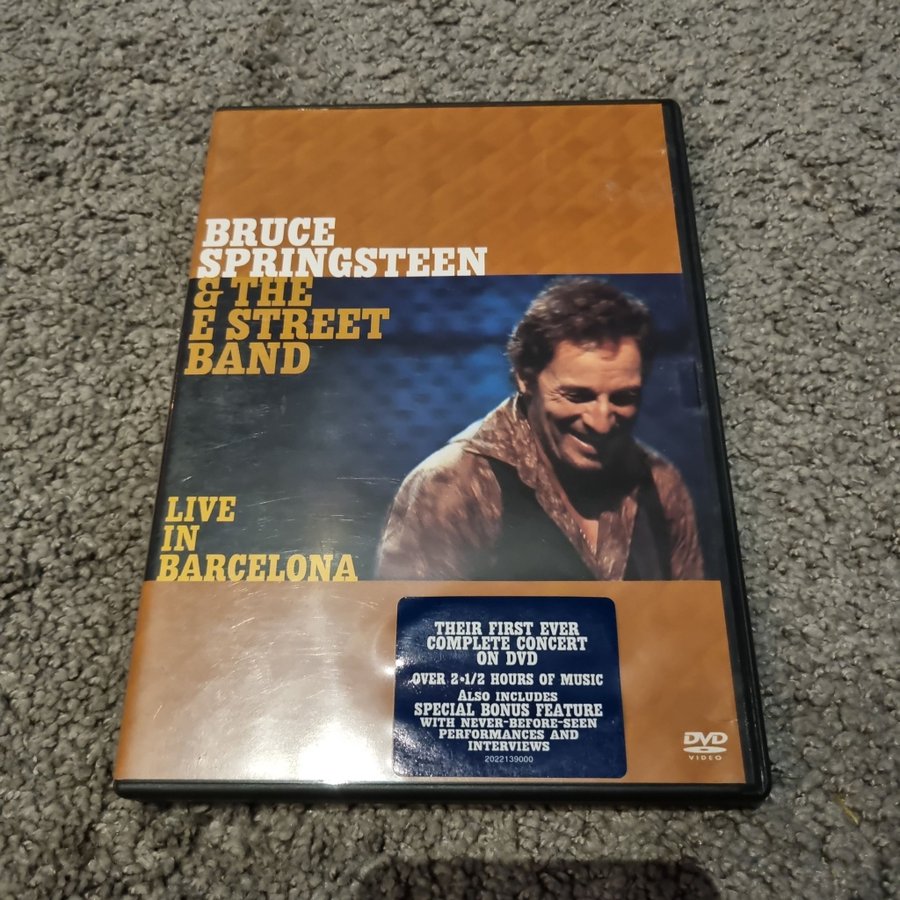 BRUCE
SPRINGSTEEN
& THE
E STREET
BAND
LIVE
IN
BARCELONA
THEIR FIRST EVER
COMPLETE CONCERT
ON DVD
OVER 2•1/2 HOURS OF MUSIC
ALSO INCLUDES
SPECIAL BONUS FEATURE
WITH NEVER-BEFORE-SEEN
PERFORMANCES AND
INTERVIEWS
2022139000
DVD
VIDEO